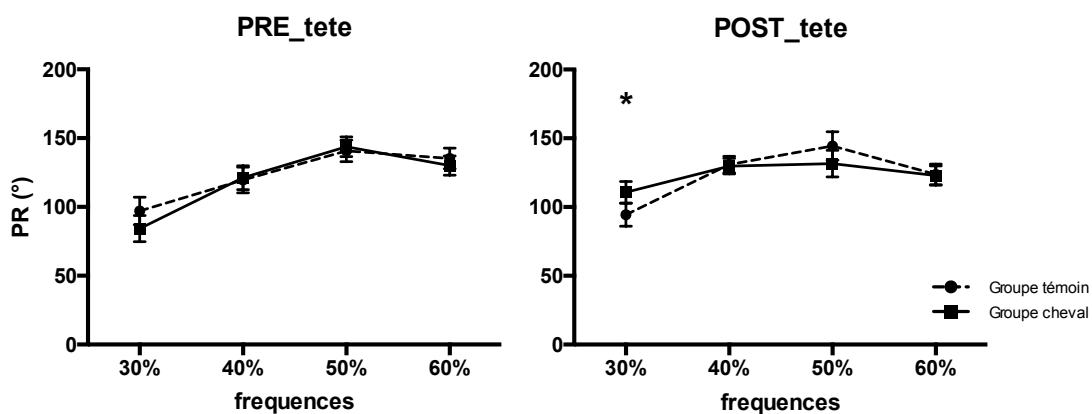 PRE_tete
POST_tete
PR (°)
200
150
100
50
0
30%
40%
50%
60%
frequences
200
150
100
50
0
*
30%
40%
50%
60%
frequences
Groupe témoin
Groupe cheval